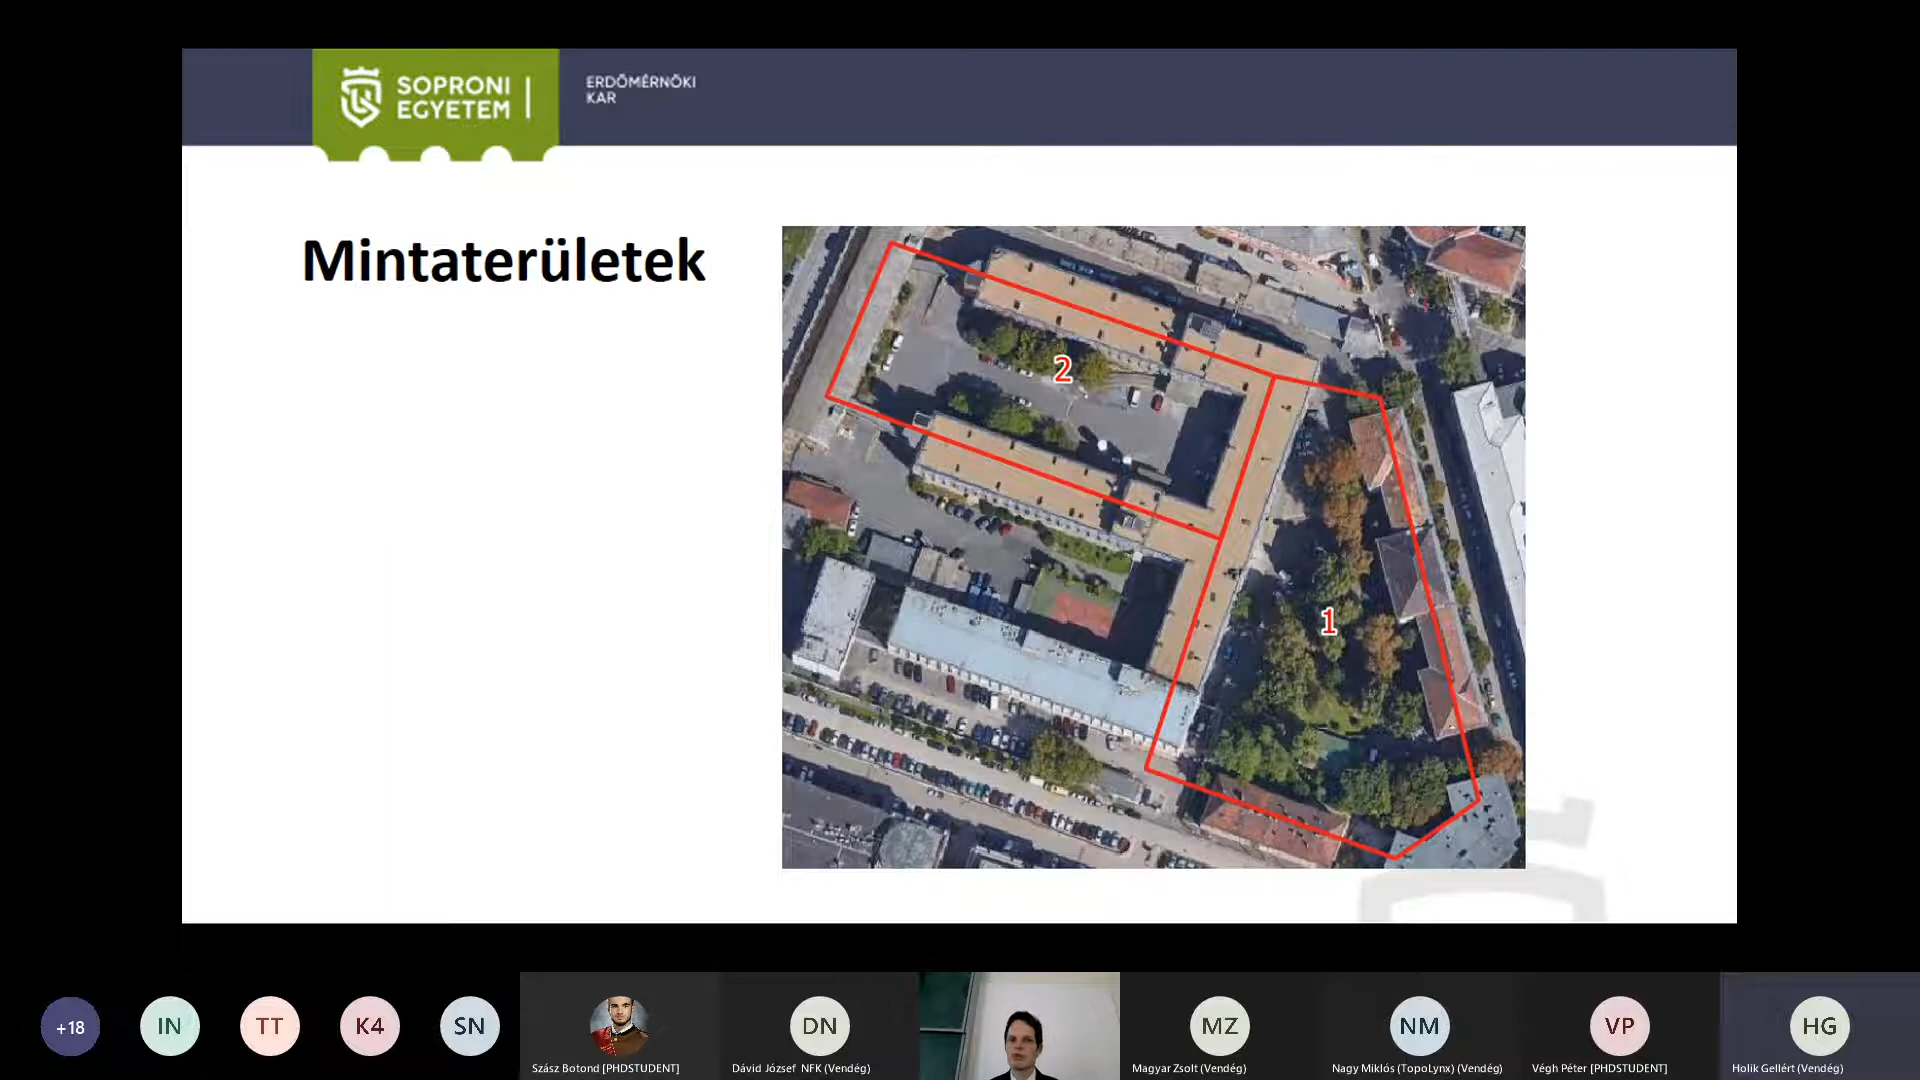 SOPRONI
EGYETEM
ERDŐMÉRNÖKI
KAR
Mintaterületek
2
1
+18
IN
TT
K4
SN
DN
MZ
NM
VP
HG
Szász Botond [PHDSTUDENT]
Dávid József NFK (Vendég)
Magyar Zsolt (Vendég)
Nagy Miklós (TopoLynx) (Vendég)
Végh Péter [PHDSTUDENT]
Holik Gellért (Vendég)